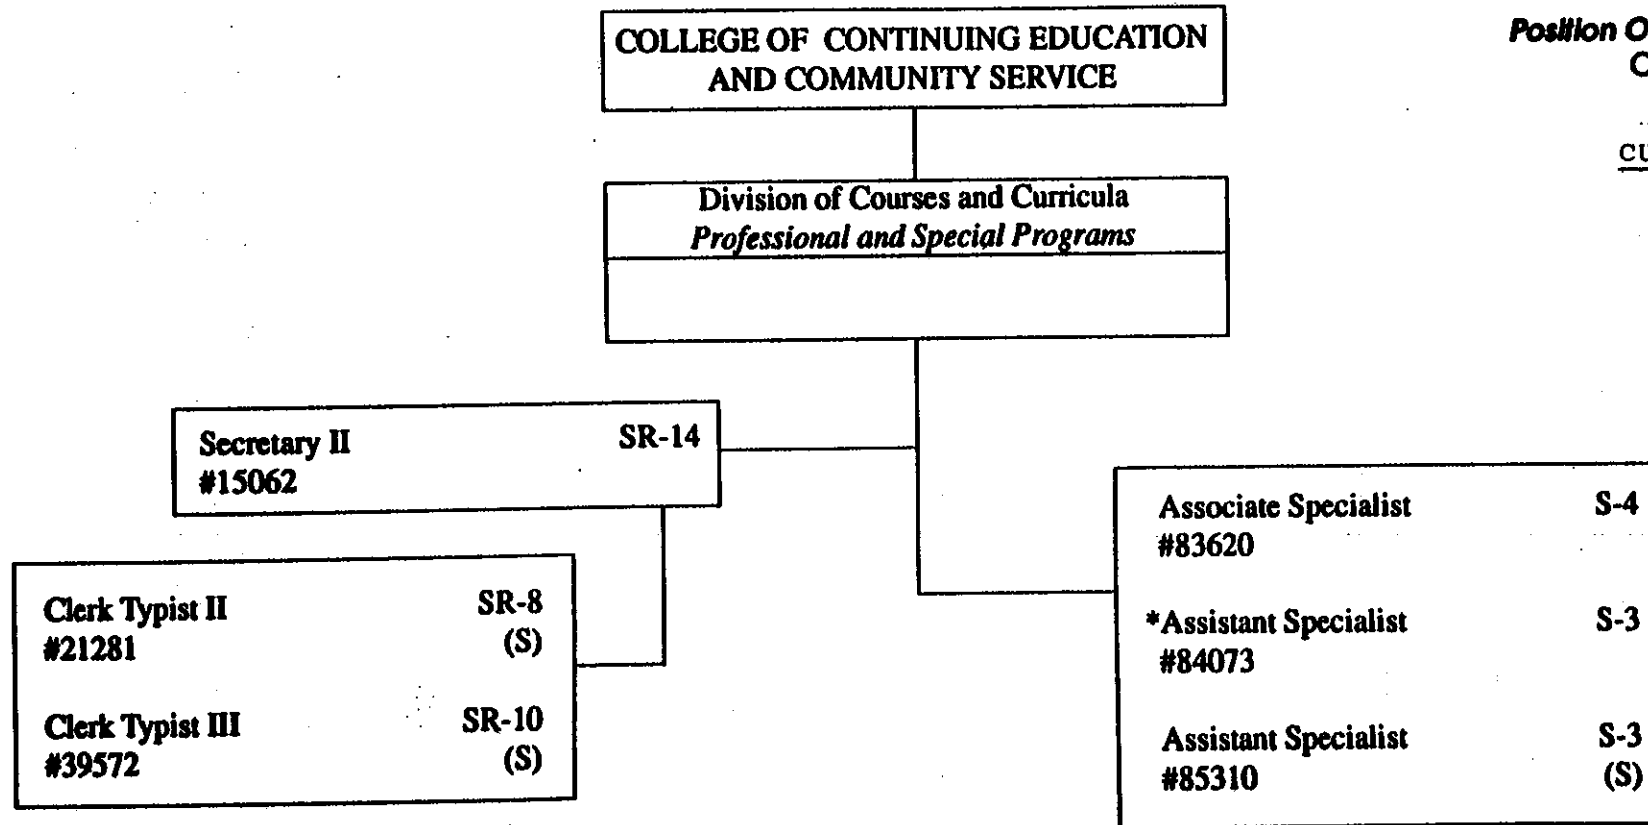 COLLEGE OF CONTINUING EDUCATION
AND COMMUNITY SERVICE
Position O
C
cu
Division of Courses and Curricula
Professional and Special Programs
Secretary II SR-14
#15062
Clerk Typist II SR-8
#21281 (S)
Clerk Typist III SR-10
#39572 (S)
Associate Specialist S-4
#83620
*Assistant Specialist S-3
#84073
Assistant Specialist S-3
#85310 (S)